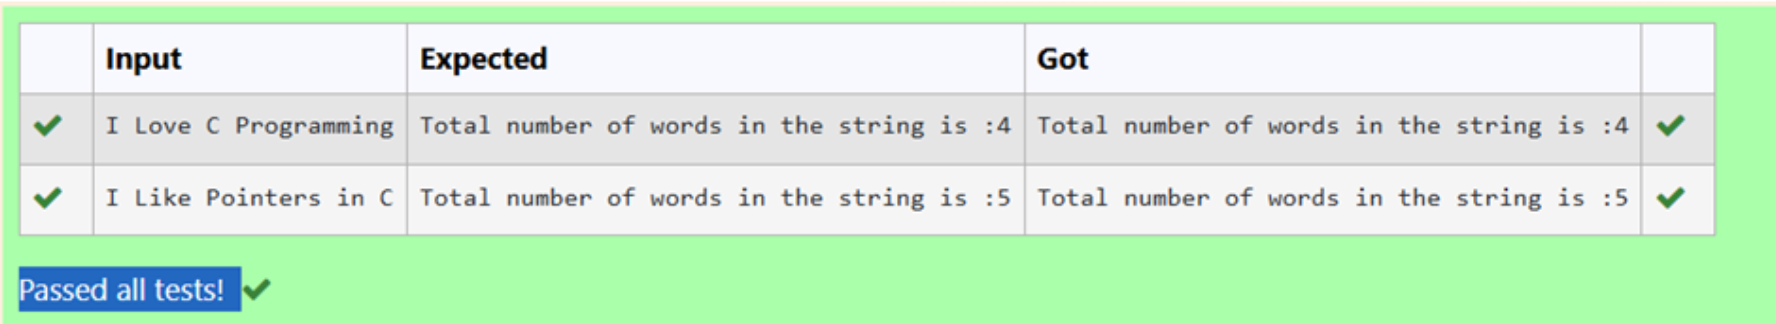 Input Expected Got
I Love C Programming Total number of words in the string is :4 Total number of words in the string is :4
I Like Pointers in C Total number of words in the string is :5 Total number of words in the string is :5
Passed all tests!